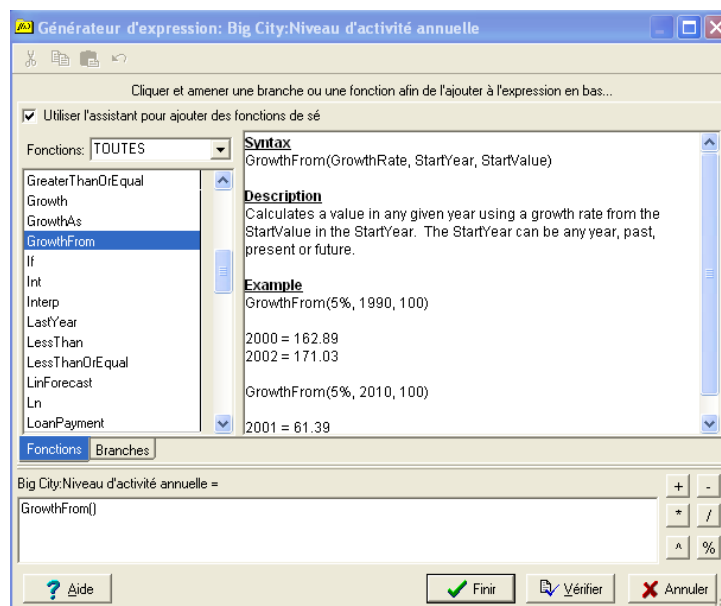 Générateur d'expression: Big City:Niveau d'activité annuelle
Cliquer et amener une branche ou une fonction afin de l'ajouter à l'expression en bas...
Utiliser l'assistant pour ajouter des fonctions de sé
Fonctions: TOUTES
GreaterThanOrEqual
Growth
GrowthAs
GrowthFrom
If
Int
Interp
LastYear
LessThan
LessThanOrEqual
LinForecast
Ln
LoanPayment
Syntax
GrowthFrom(GrowthRate, StartYear, StartValue)
Description
Calculates a value in any given year using a growth rate from the
StartValue in the StartYear. The StartYear can be any year, past,
present or future.
Example
GrowthFrom(5%, 1990, 100)
2000 = 162.89
2002 = 171.03
GrowthFrom(5%, 2010, 100)
2001 = 61.39
Fonctions Branches
Big City:Niveau d'activité annuelle =
GrowthFrom()
+ -
* /
^ %
Aide Finir Vérifier Annuler